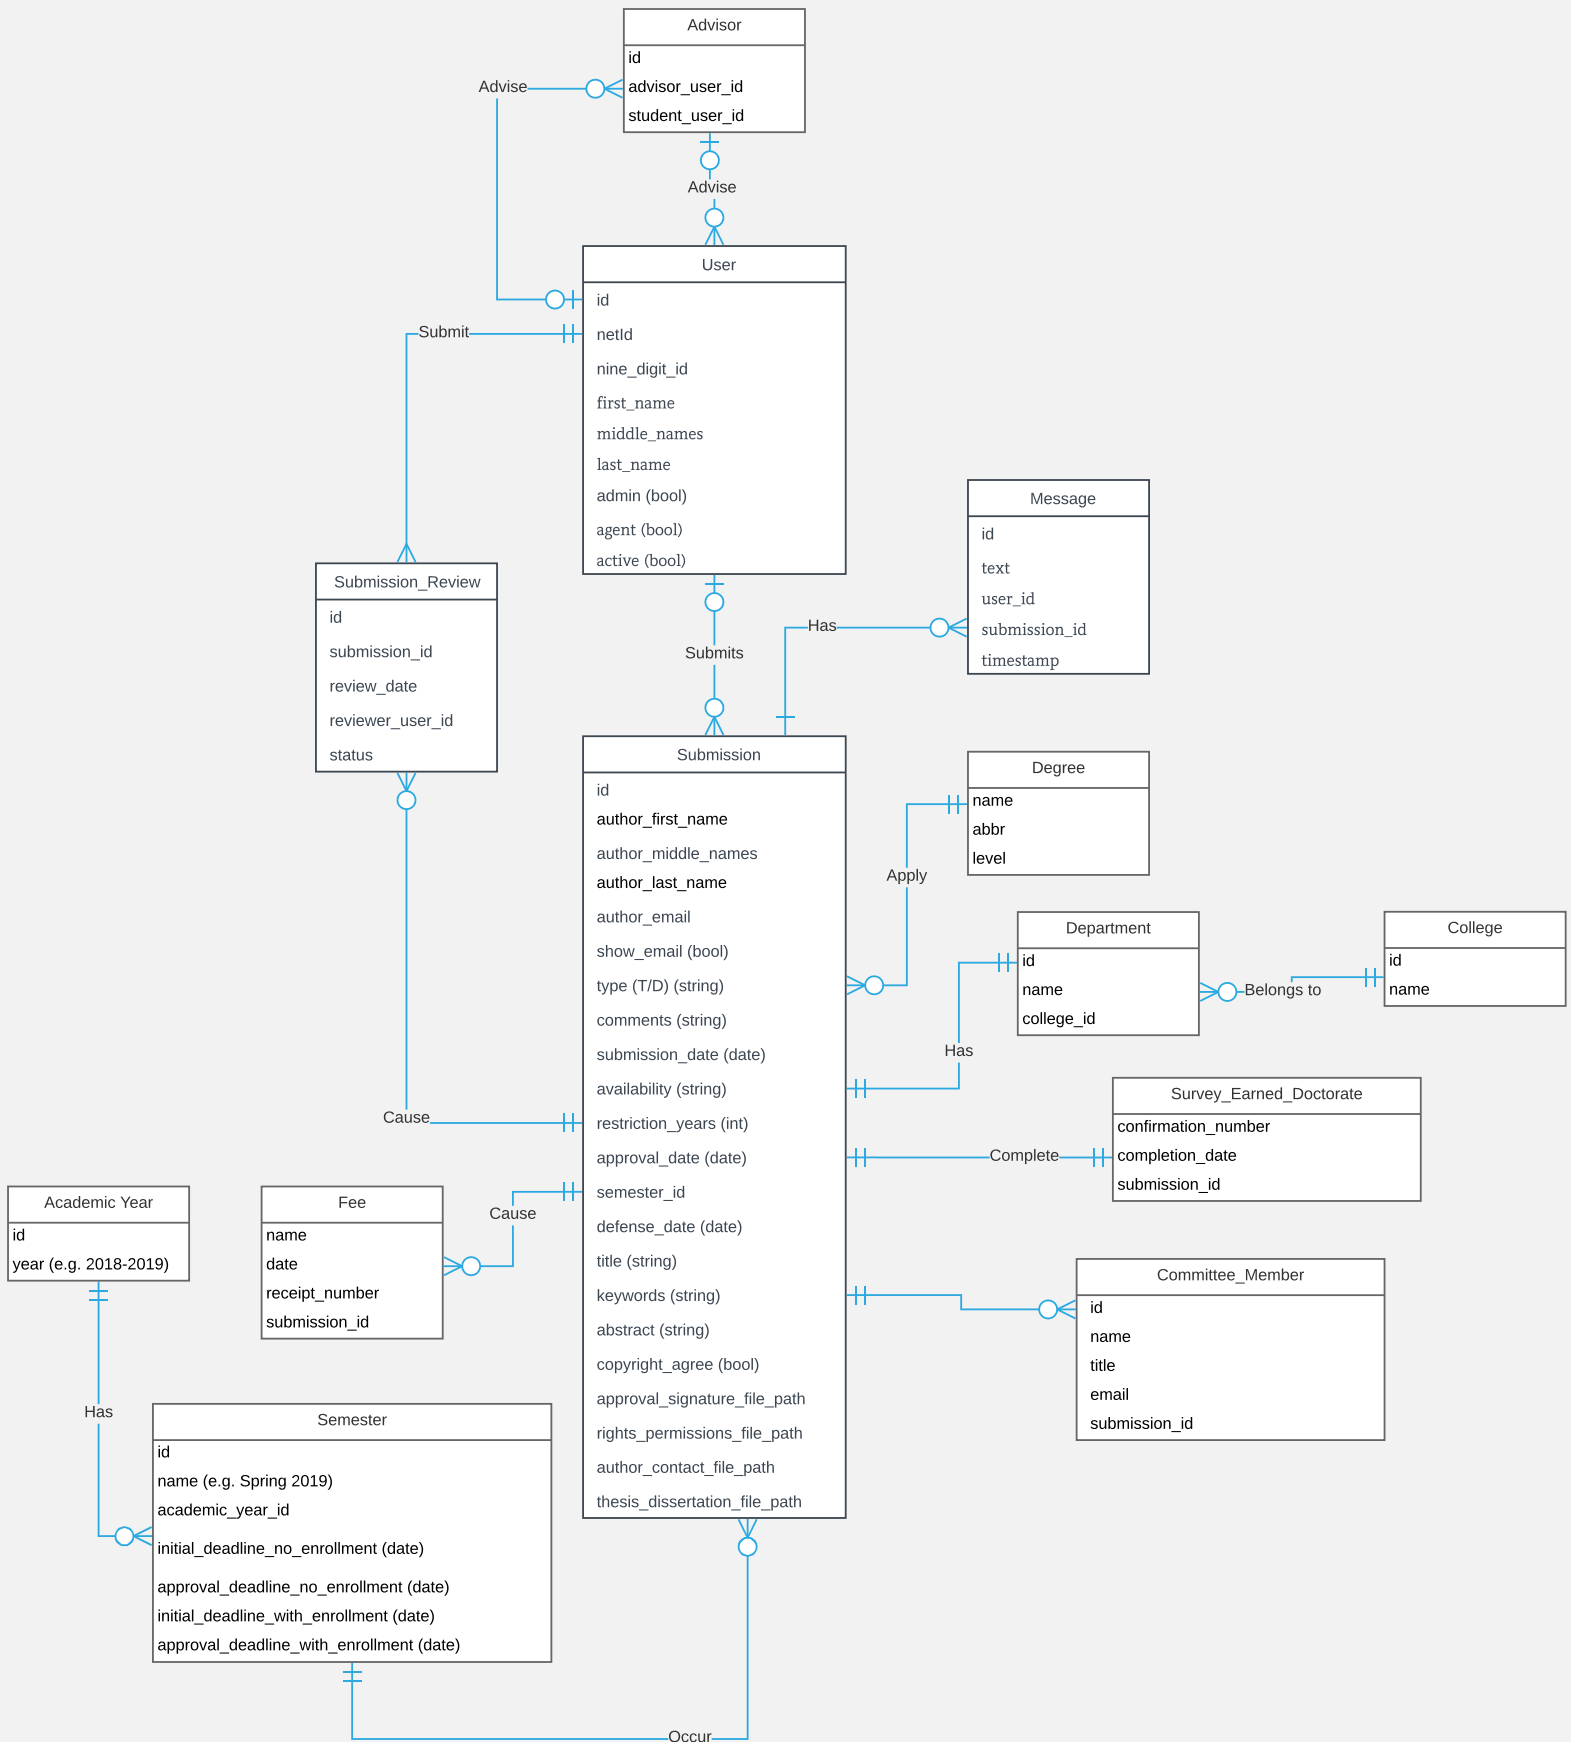 Advisor
id
advisor_user_id
student_user_id
Advise
Advise
User
id
netId
nine_digit_id
first_name
middle_names
last_name
admin (bool)
agent (bool)
active (bool)
Submit
Message
id
text
user_id
submission_id
timestamp
Submission_Review
id
submission_id
review_date
reviewer_user_id
status
Has
Submits
Submission
id
author_first_name
author_middle_names
author_last_name
author_email
show_email (bool)
type (T/D) (string)
comments (string)
submission_date (date)
availability (string)
restriction_years (int)
approval_date (date)
semester_id
defense_date (date)
title (string)
keywords (string)
abstract (string)
copyright_agree (bool)
approval_signature_file_path
rights_permissions_file_path
author_contact_file_path
thesis_dissertation_file_path
Degree
name
abbr
level
Apply
Department
id
name
college_id
Belongs to
College
id
name
Has
Survey_Earned_Doctorate
confirmation_number
completion_date
submission_id
Complete
Cause
Committee_Member
id
name
title
email
submission_id
Academic Year
id
year (e.g. 2018-2019)
Fee
name
date
receipt_number
submission_id
Cause
Has
Semester
id
name (e.g. Spring 2019)
academic_year_id
initial_deadline_no_enrollment (date)
approval_deadline_no_enrollment (date)
initial_deadline_with_enrollment (date)
approval_deadline_with_enrollment (date)
Occur